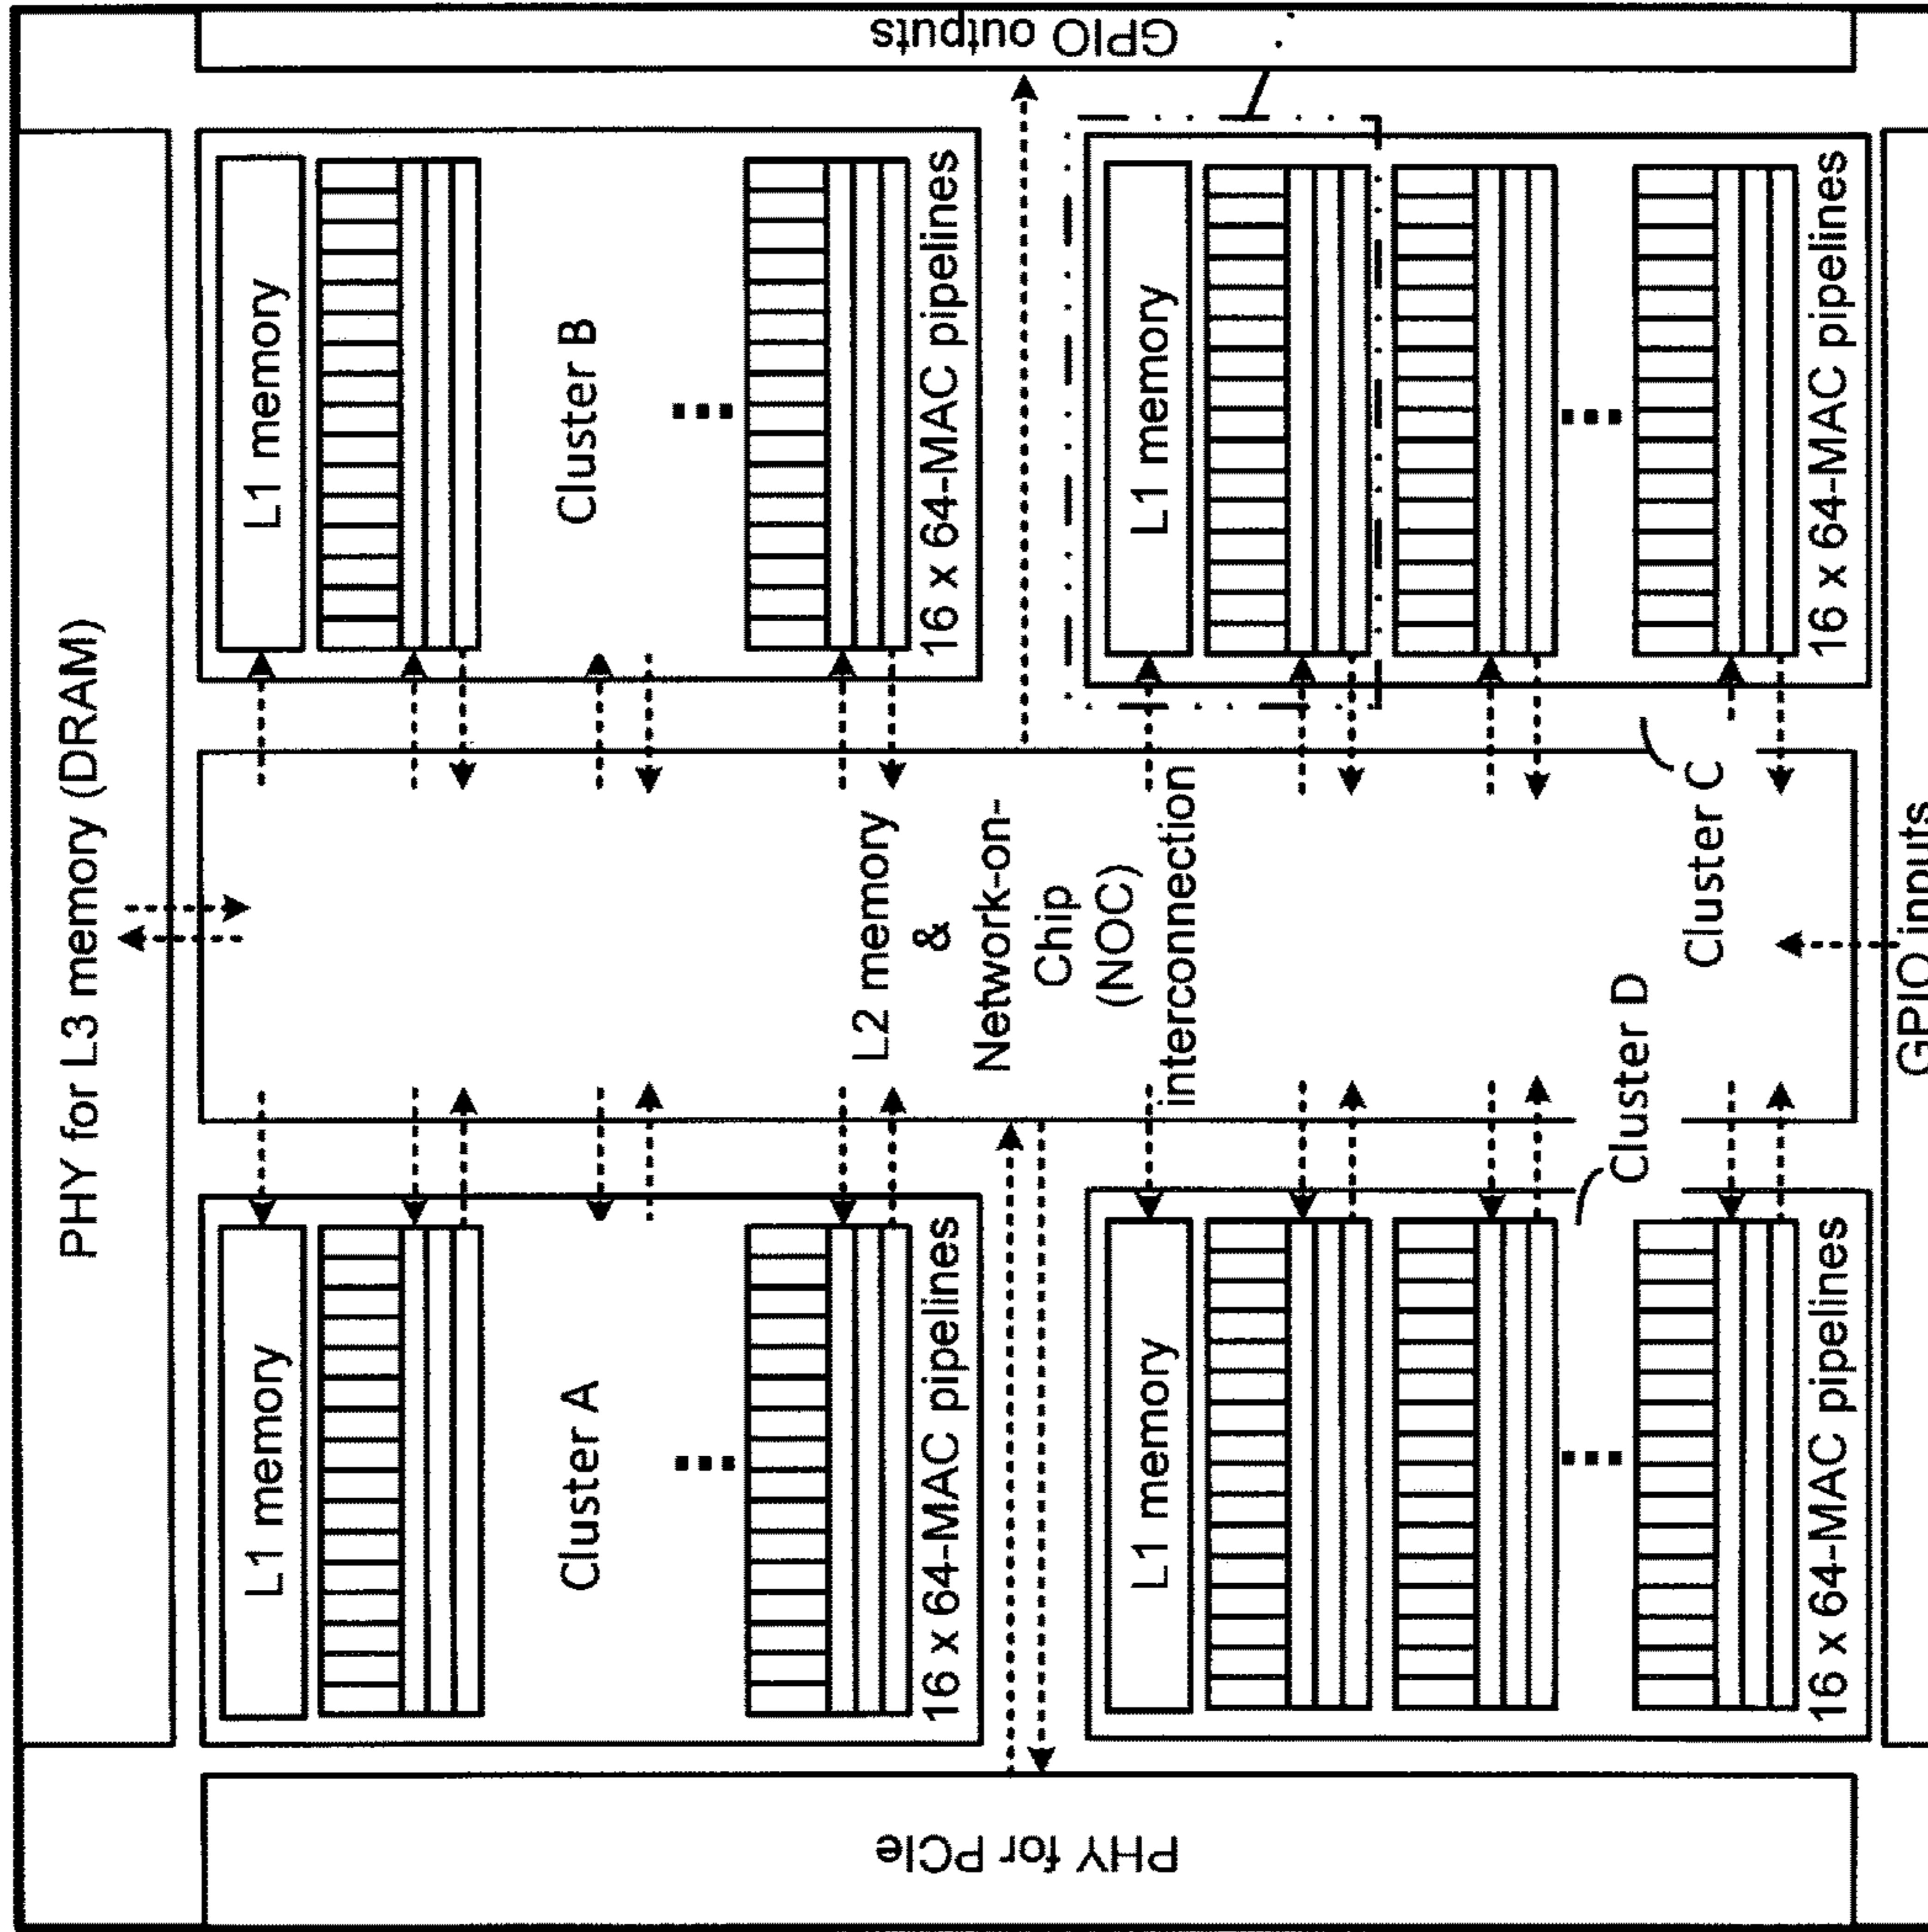 PHY for L3 memory (DRAM)
L1 memory
Cluster A
16 x 64-MAC pipelines
L1 memory
Cluster B
16 x 64-MAC pipelines
PHY for PCIe
L2 memory
&
Network-on-
Chip
(NOC)
interconnection
GPIO outputs
L1 memory
Cluster D
16 x 64-MAC pipelines
L1 memory
Cluster C
16 x 64-MAC pipelines
GPIO inputs